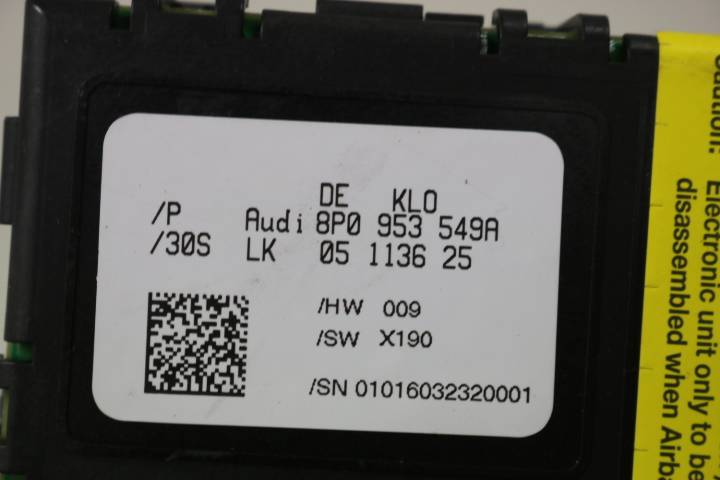 DE KLO
/P Audi 8P0 953 549A
/30S LK 05 1136 25
/HW 009
/SW X190
/SN 01016032320001
Caution:
Electronic unit only to be
disassembled when Airba